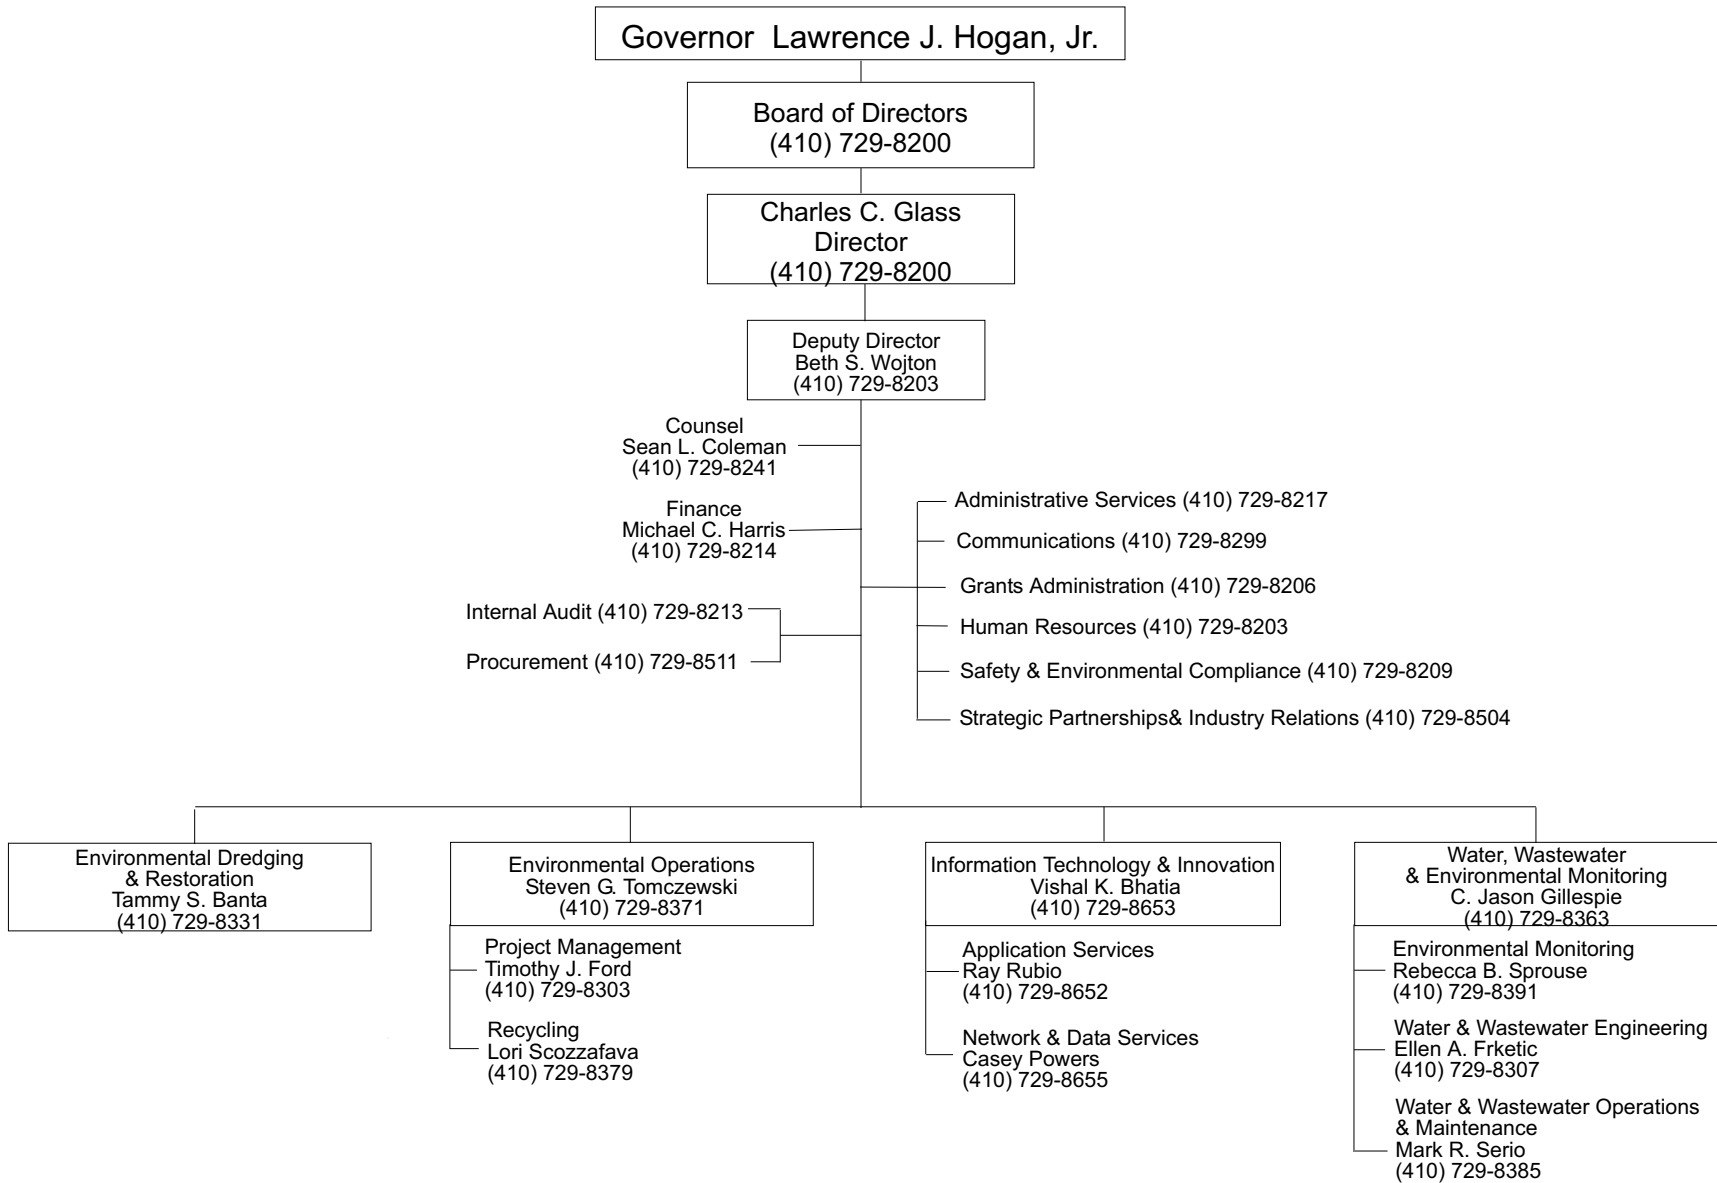 Governor  Lawrence J. Hogan, Jr.
Board of Directors
(410) 729-8200
Charles C. Glass
Director
(410) 729-8200
Deputy Director
Beth S. Wojton
(410) 729-8203
Counsel
Sean L. Coleman
(410) 729-8241
Finance
Michael C. Harris
(410) 729-8214
Internal Audit (410) 729-8213
Procurement (410) 729-8511
Administrative Services (410) 729-8217
Communications (410) 729-8299
Grants Administration (410) 729-8206
Human Resources (410) 729-8203
Safety & Environmental Compliance (410) 729-8209
Strategic Partnerships& Industry Relations (410) 729-8504
Environmental Dredging
& Restoration
Tammy S. Banta
(410) 729-8331
Environmental Operations
Steven G. Tomczewski
(410) 729-8371
Project Management
Timothy J. Ford
(410) 729-8303
Recycling
Lori Scozzafava
(410) 729-8379
Information Technology & Innovation
Vishal K. Bhatia
(410) 729-8653
Application Services
Ray Rubio
(410) 729-8652
Network & Data Services
Casey Powers
(410) 729-8655
Water, Wastewater
& Environmental Monitoring
C. Jason Gillespie
(410) 729-8363
Environmental Monitoring
Rebecca B. Sprouse
(410) 729-8391
Water & Wastewater Engineering
Ellen A. Frketic
(410) 729-8307
Water & Wastewater Operations
& Maintenance
Mark R. Serio
(410) 729-8385